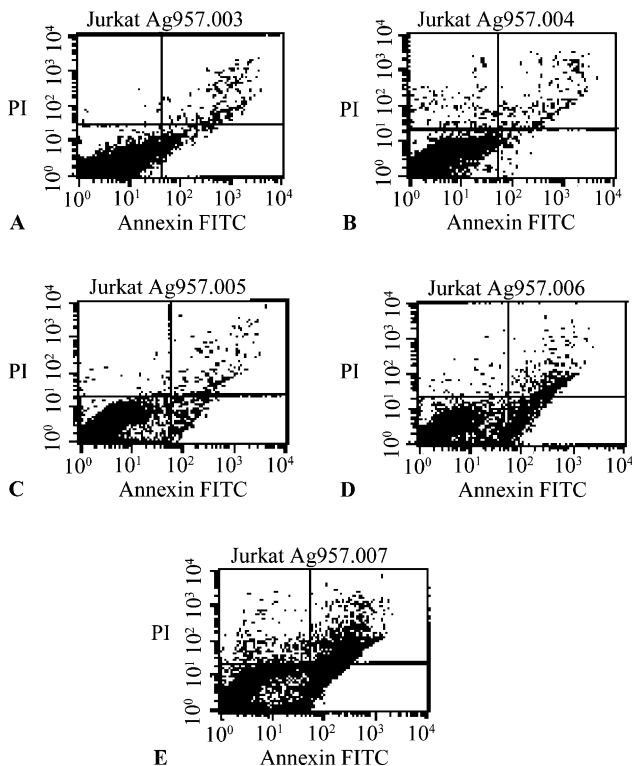 Jurkat Ag957.003
PI
10⁴
10³
10²
10¹
10⁰
10⁰ 10¹ 10² 10³ 10⁴
Annexin FITC
A
Jurkat Ag957.004
PI
10⁴
10³
10²
10¹
10⁰
10⁰ 10¹ 10² 10³ 10⁴
Annexin FITC
B
Jurkat Ag957.005
PI
10⁴
10³
10²
10¹
10⁰
10⁰ 10¹ 10² 10³ 10⁴
Annexin FITC
C
Jurkat Ag957.006
PI
10⁴
10³
10²
10¹
10⁰
10⁰ 10¹ 10² 10³ 10⁴
Annexin FITC
D
Jurkat Ag957.007
PI
10⁴
10³
10²
10¹
10⁰
10⁰ 10¹ 10² 10³ 10⁴
Annexin FITC
E